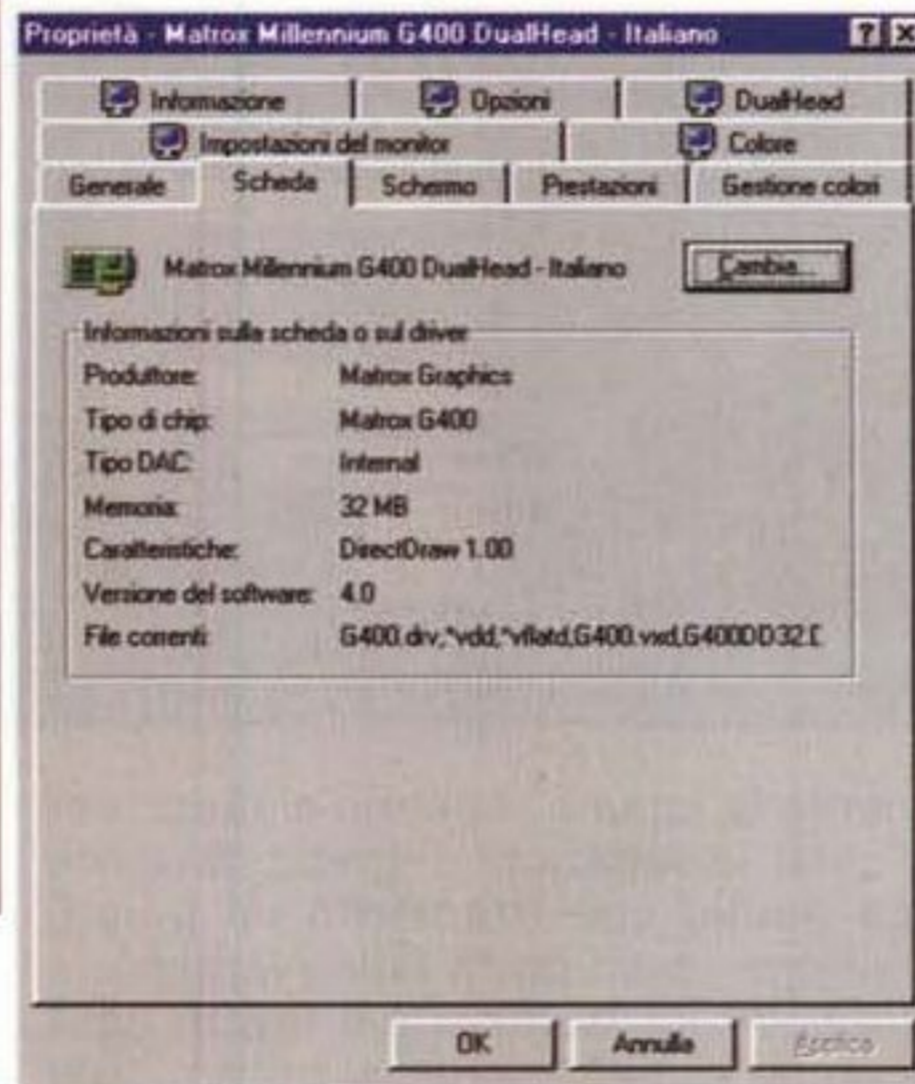 Proprietà - Matrox Millennium G400 DualHead - Italiano
Informazione Opzioni DualHead
Impostazioni del monitor Colore
Generale Scheda Schermo Prestazioni Gestione colori
Matrox Millennium G400 DualHead - Italiano Cambia...
Informazioni sulla scheda o sul driver
Produttore: Matrox Graphics
Tipo di chip: Matrox G400
Tipo DAC: Internal
Memoria: 32 MB
Caratteristiche: DirectDraw 1.00
Versione del software: 4.0
File correnti: G400.drv,*vdd,*vflatd,G400.vxd,G400DD32.D
OK Annulla Applica